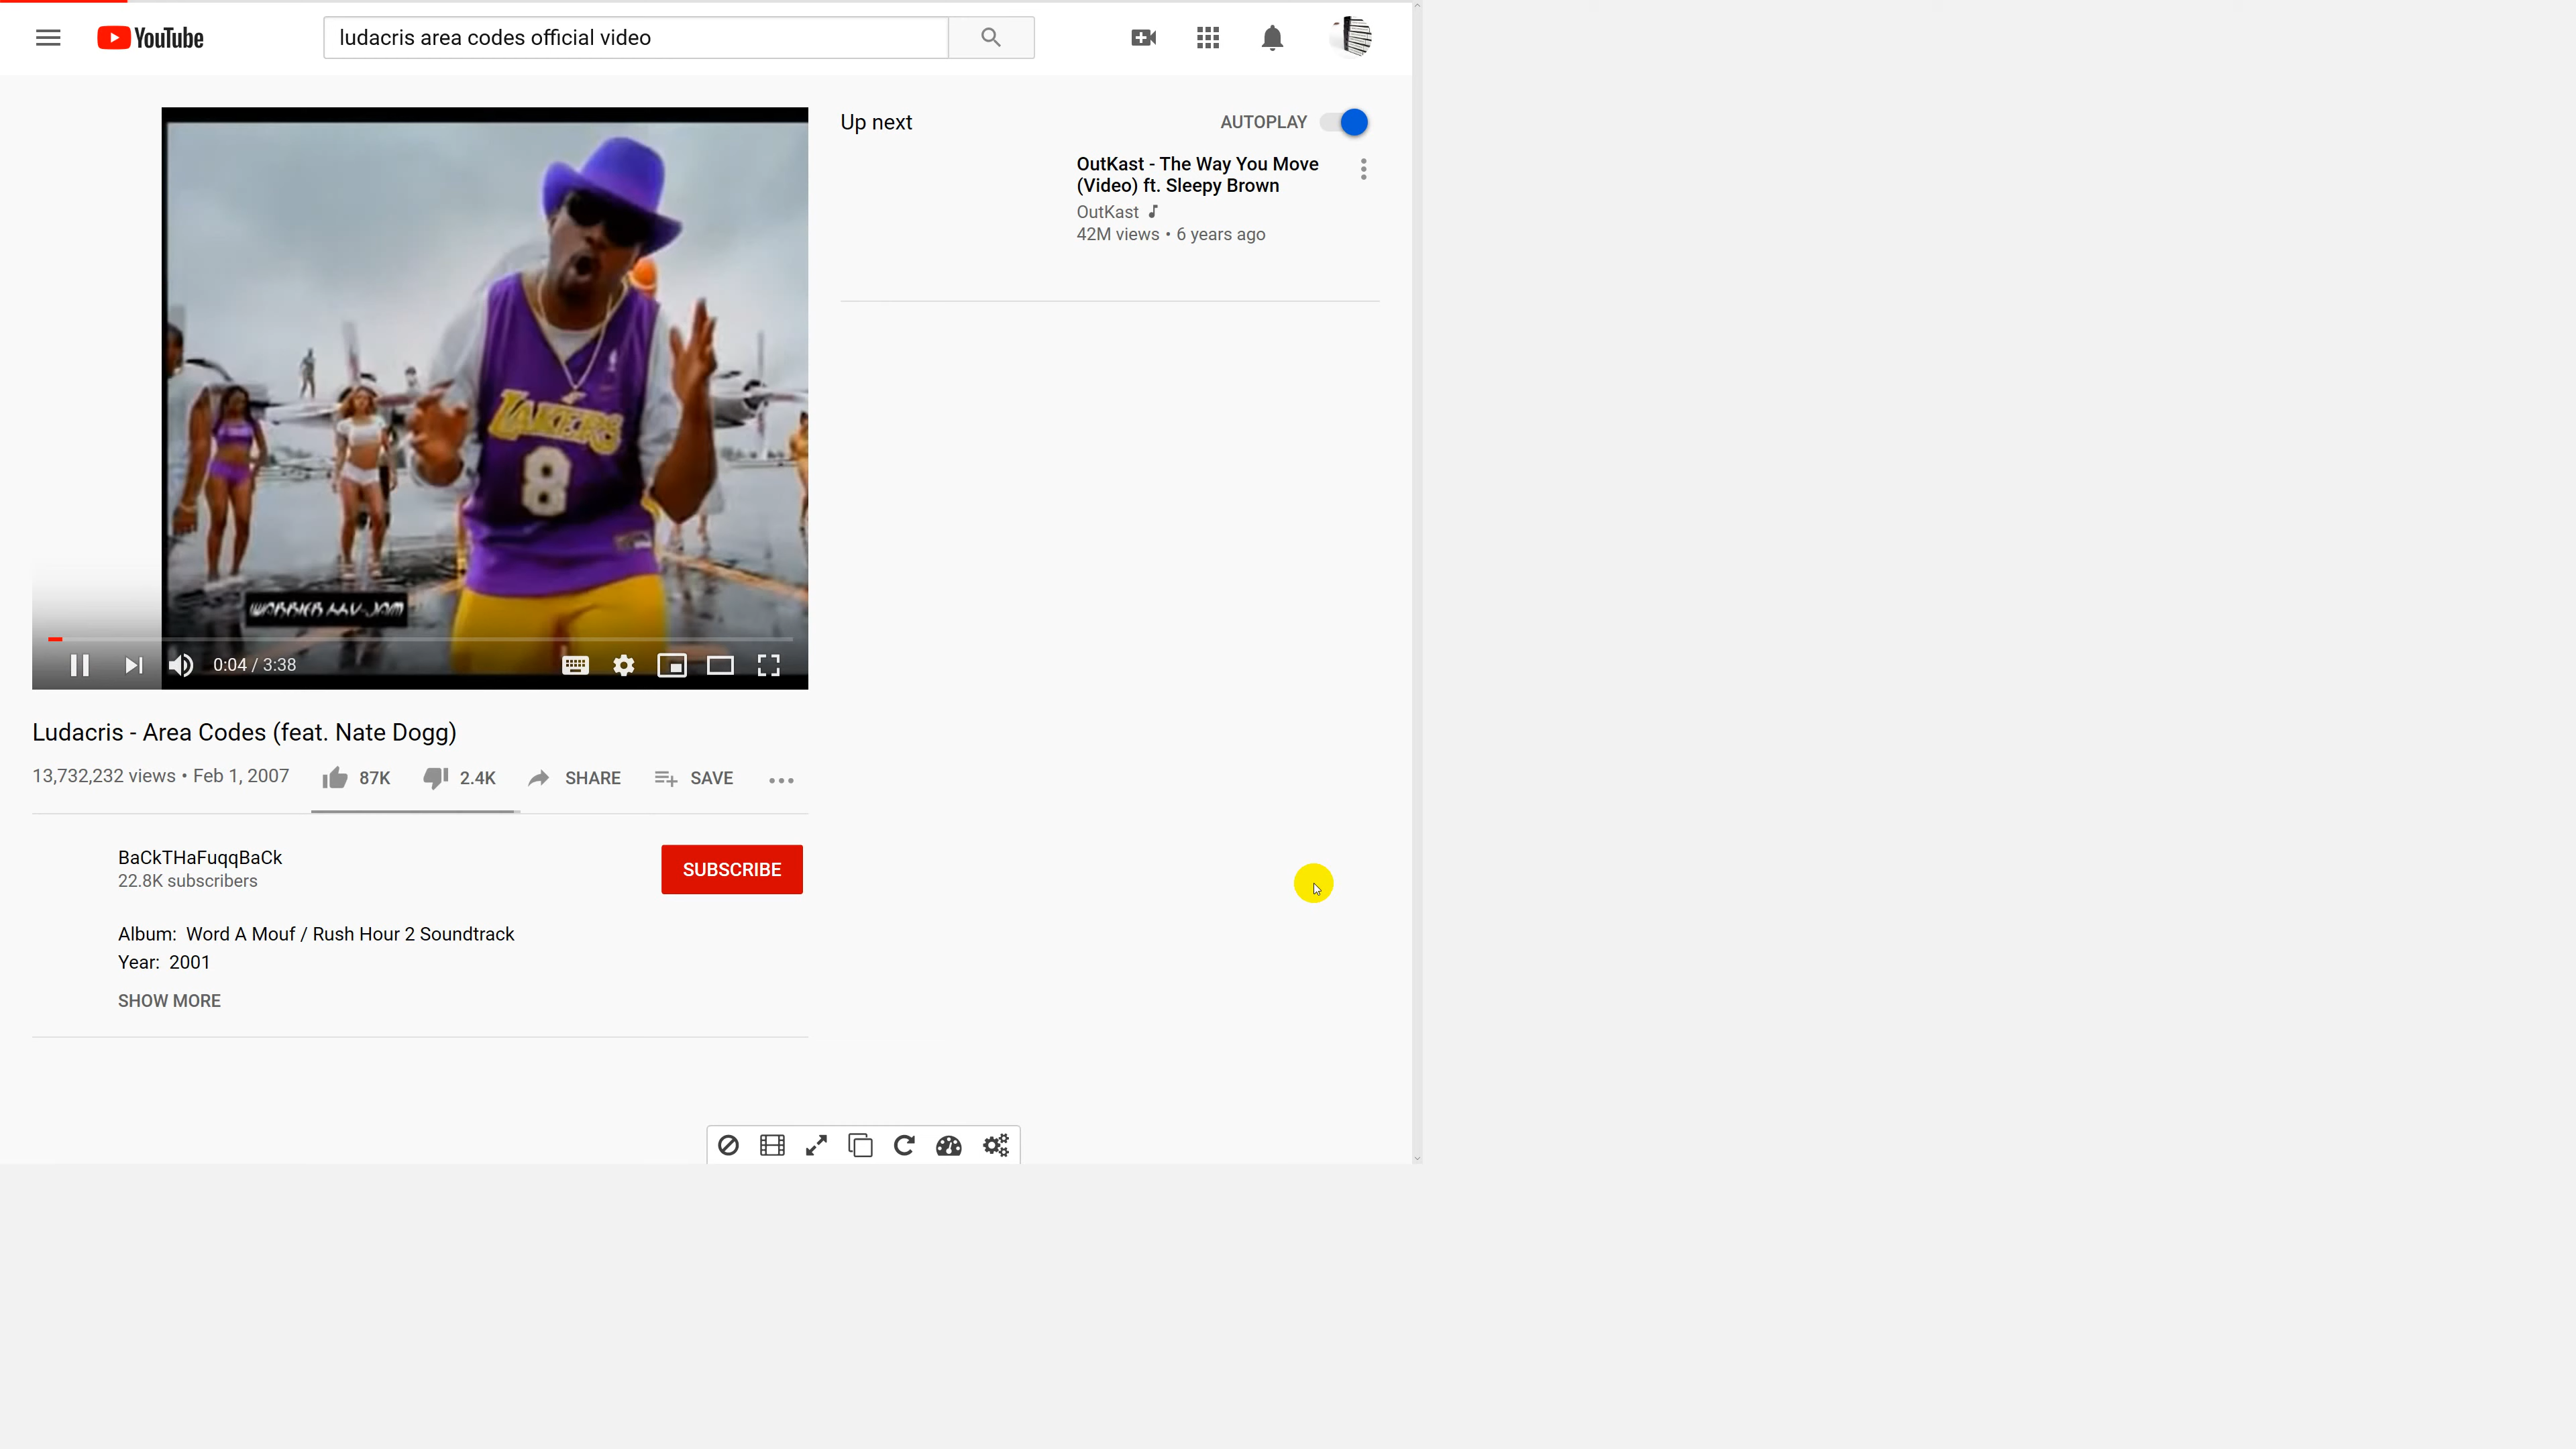 YouTube
ludacris area codes official video
LAKERS
8
0:04 / 3:38
Up next
AUTOPLAY
OutKast - The Way You Move
(Video) ft. Sleepy Brown
OutKast
42M views • 6 years ago
Ludacris - Area Codes (feat. Nate Dogg)
13,732,232 views • Feb 1, 2007
87K
2.4K
SHARE
SAVE
BaCkTHaFuqqBaCk
22.8K subscribers
SUBSCRIBE
Album: Word A Mouf / Rush Hour 2 Soundtrack
Year: 2001
SHOW MORE